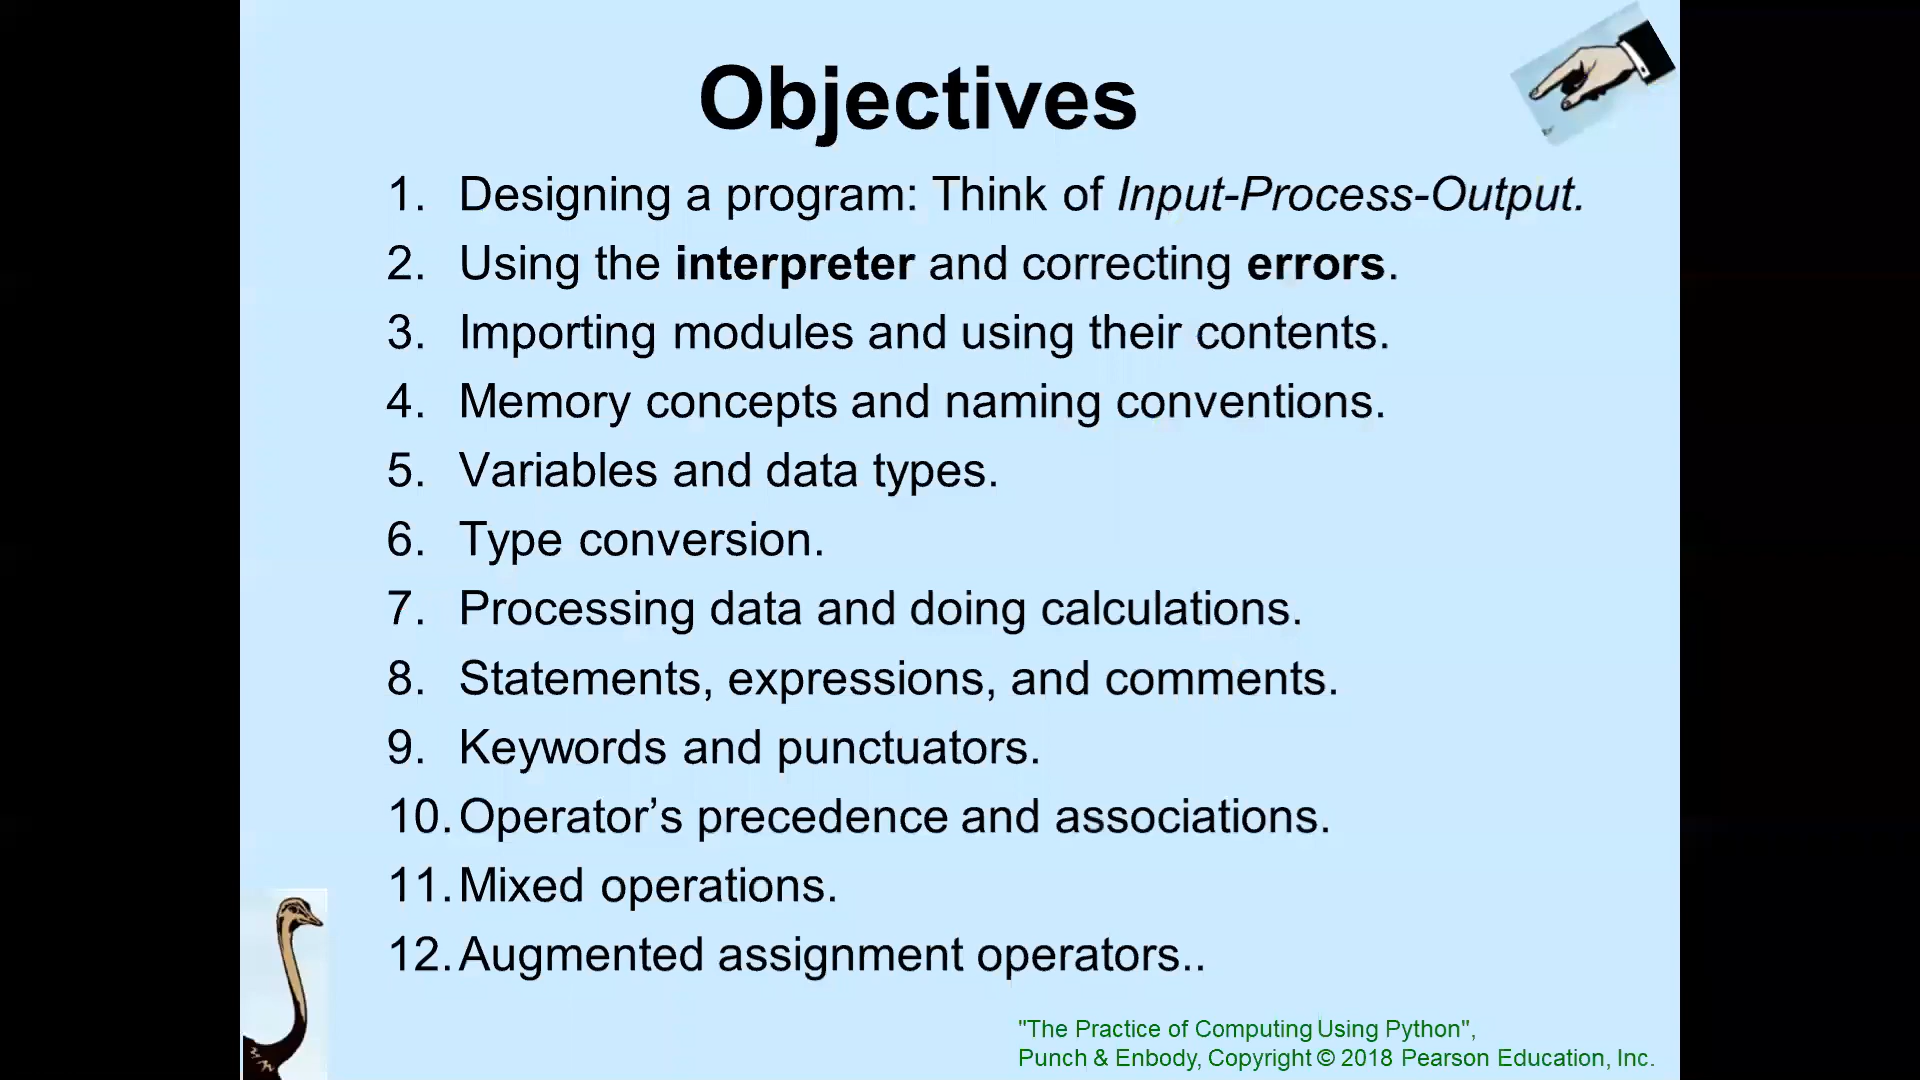 Objectives
1. Designing a program: Think of Input-Process-Output.
2. Using the interpreter and correcting errors.
3. Importing modules and using their contents.
4. Memory concepts and naming conventions.
5. Variables and data types.
6. Type conversion.
7. Processing data and doing calculations.
8. Statements, expressions, and comments.
9. Keywords and punctuators.
10. Operator’s precedence and associations.
11. Mixed operations.
12. Augmented assignment operators..
"The Practice of Computing Using Python",
Punch & Enbody, Copyright © 2018 Pearson Education, Inc.